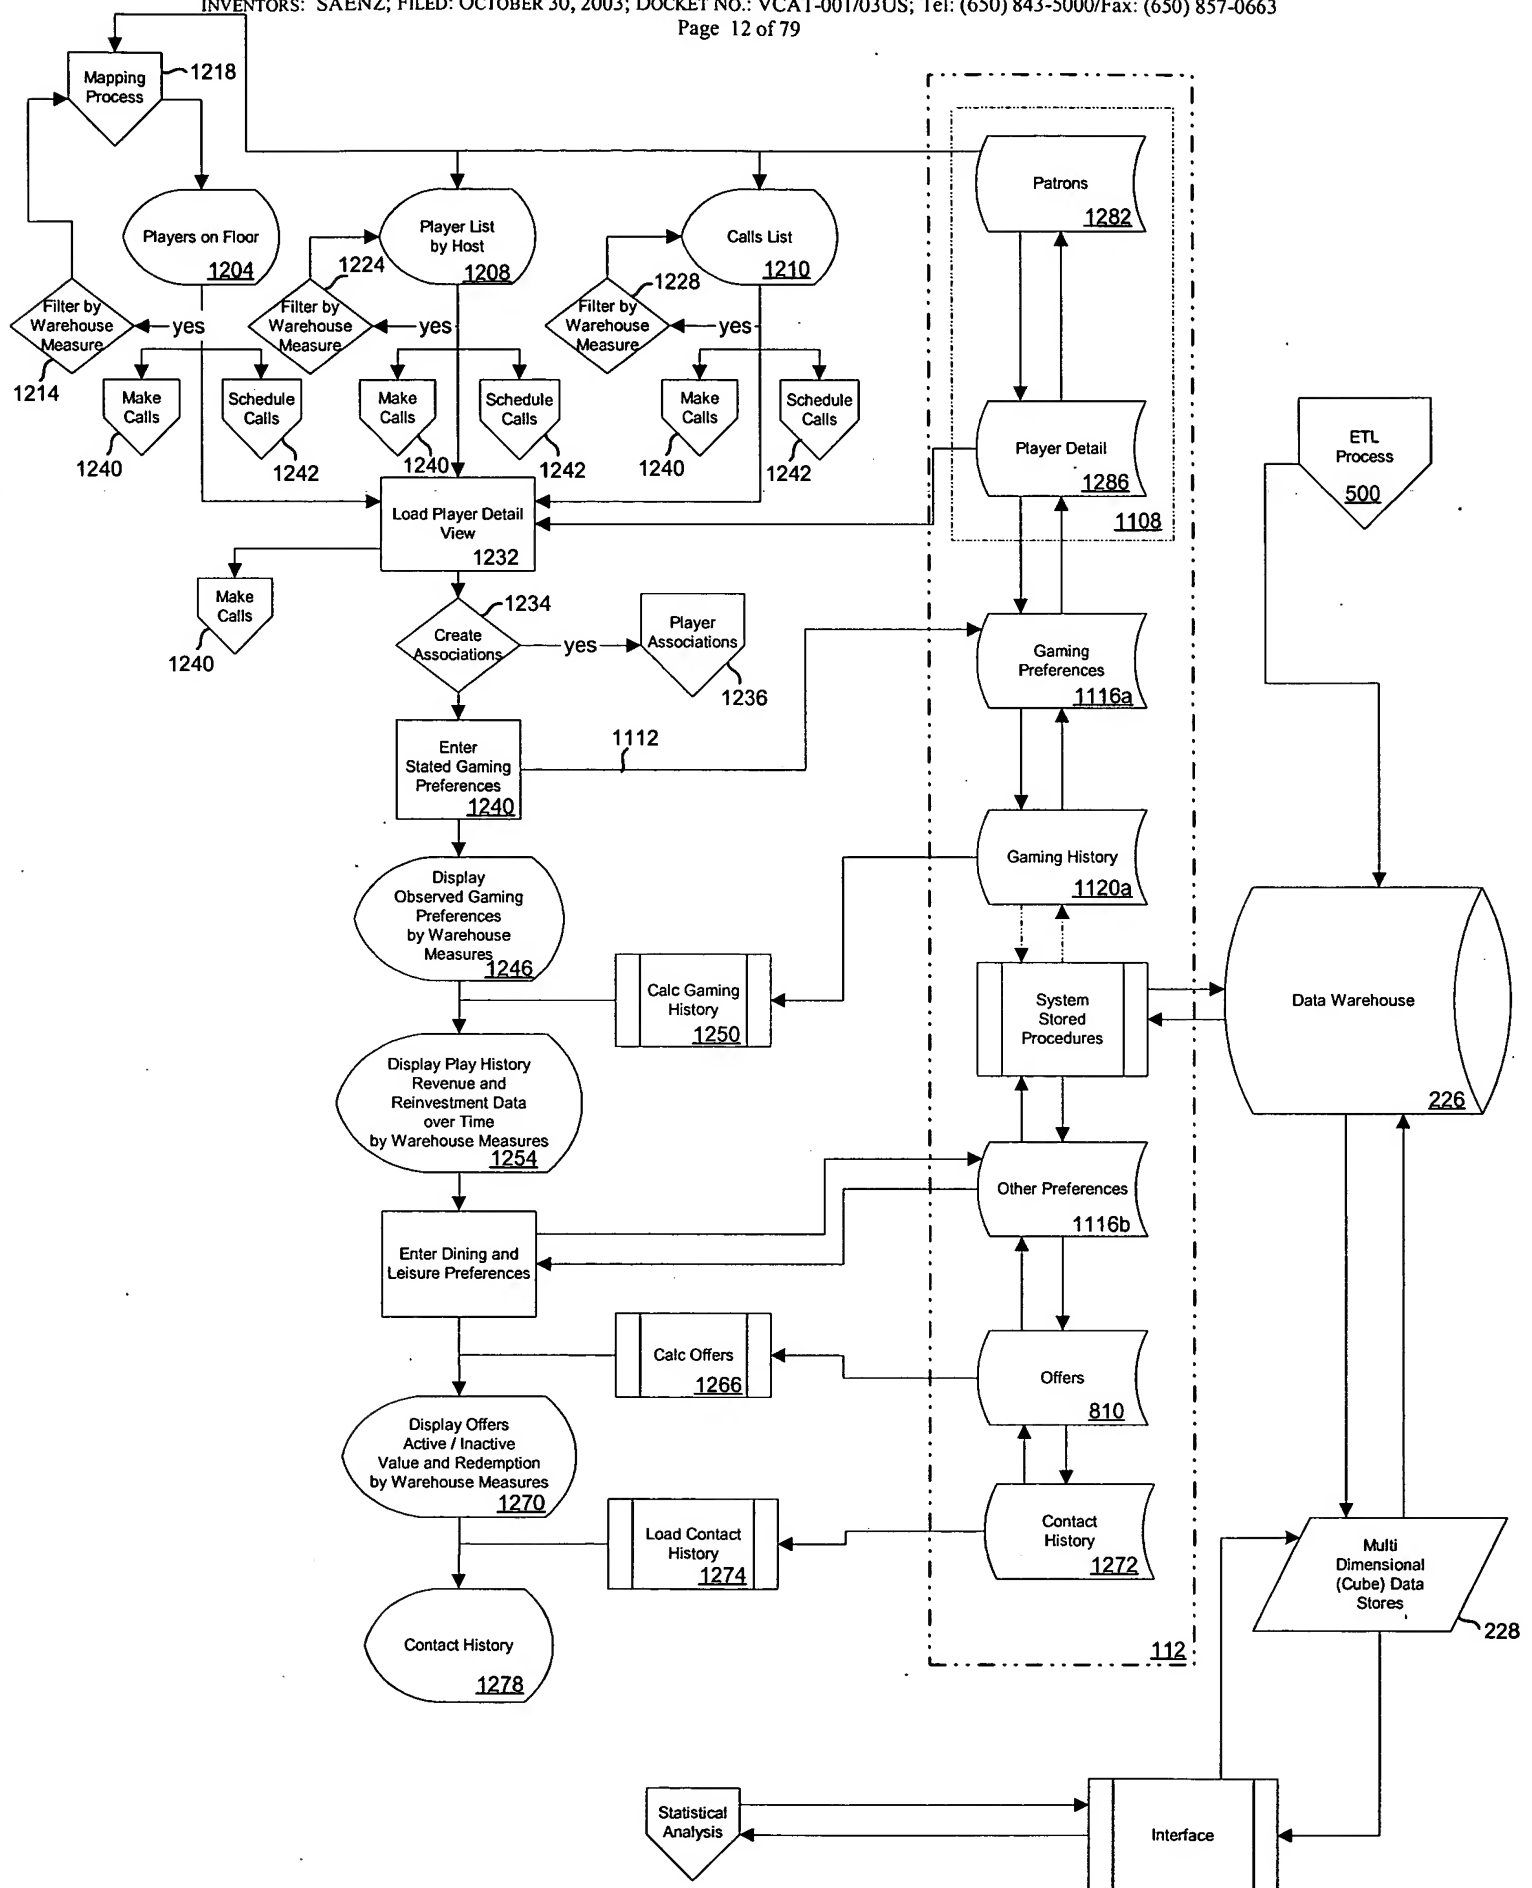 INVENTORS: SAENZ; FILED: OCTOBER 30, 2003; DOCKET NO.: VCAT-001/03US; Tel: (650) 843-5000/Fax: (650) 857-0663
Page 12 of 79
Mapping
Process
1218
Patrons
1282
Players on Floor
1204
Player List
by Host
1208
Calls List
1210
1224
1228
Filter by
Warehouse
Measure
yes
1214
Filter by
Warehouse
Measure
yes
Filter by
Warehouse
Measure
yes
Make
Calls
1240
Schedule
Calls
1242
Make
Calls
1240
Schedule
Calls
1242
Make
Calls
1240
Schedule
Calls
1242
Player Detail
1286
1108
ETL
Process
500
Load Player Detail
View
1232
Make
Calls
1240
1234
Create
Associations
yes
Player
Associations
1236
Gaming
Preferences
1116a
Enter
Stated Gaming
Preferences
1240
1112
Gaming History
1120a
Display
Observed Gaming
Preferences
by Warehouse
Measures
1246
Calc Gaming
History
1250
System
Stored
Procedures
Data Warehouse
226
Display Play History
Revenue and
Reinvestment Data
over Time
by Warehouse Measures
1254
Other Preferences
1116b
Enter Dining and
Leisure Preferences
Calc Offers
1266
Offers
810
Display Offers
Active / Inactive
Value and Redemption
by Warehouse Measures
1270
Load Contact
History
1274
Contact
History
1272
Multi
Dimensional
(Cube) Data
Stores
228
Contact History
1278
112
Statistical
Analysis
Interface